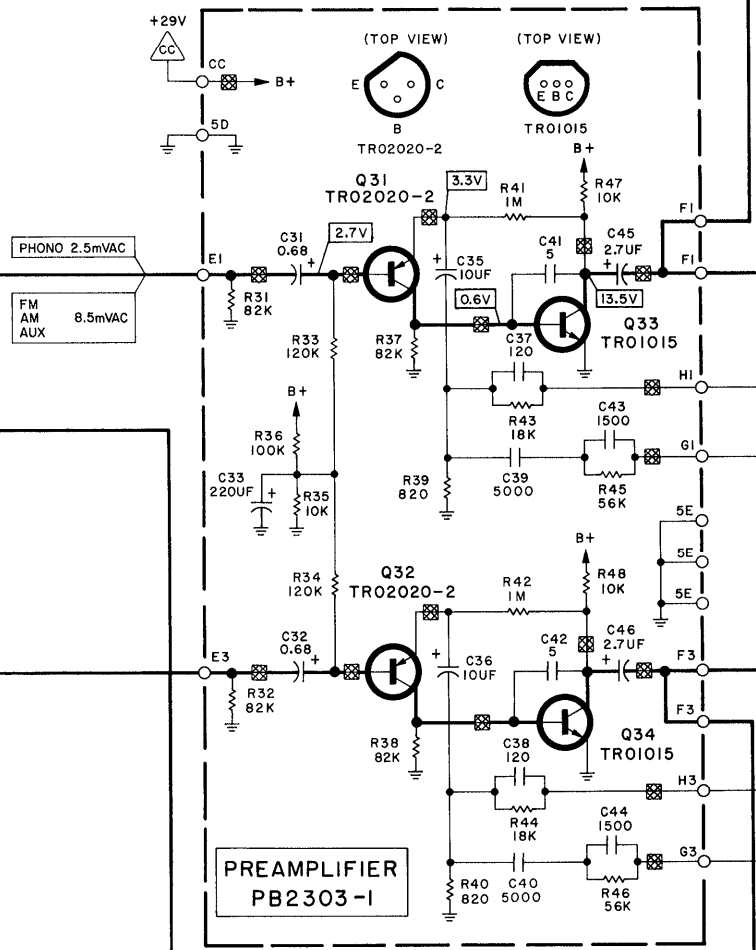 +29V
CC
CC
B+
5D
(TOP VIEW)
E
C
B
TRO2020-2
(TOP VIEW)
E B C
TRO1015
B+
R47
10K
Q31
TRO2020-2
3.3V
R41
1M
F1
PHONO 2.5mVAC
E1
C31
0.68
+
2.7V
+
C35
10UF
C41
5
C45
2.7UF
+
F1
FM
AM
AUX
8.5mVAC
R31
82K
0.6V
13.5V
Q33
TRO1015
R33
120K
R37
82K
C37
120
H1
R43
18K
C43
1500
B+
R36
100K
G1
C33
220UF
+
R35
10K
R39
820
C39
5000
R45
56K
5E
5E
5E
B+
R48
10K
R34
120K
Q32
TRO2020-2
R42
1M
E3
C32
0.68
+
+
C36
10UF
C42
5
C46
2.7UF
+
F3
R32
82K
F3
Q34
TRO1015
R38
82K
C38
120
H3
R44
18K
C44
1500
G3
PREAMPLIFIER
PB2303-1
R40
820
C40
5000
R46
56K